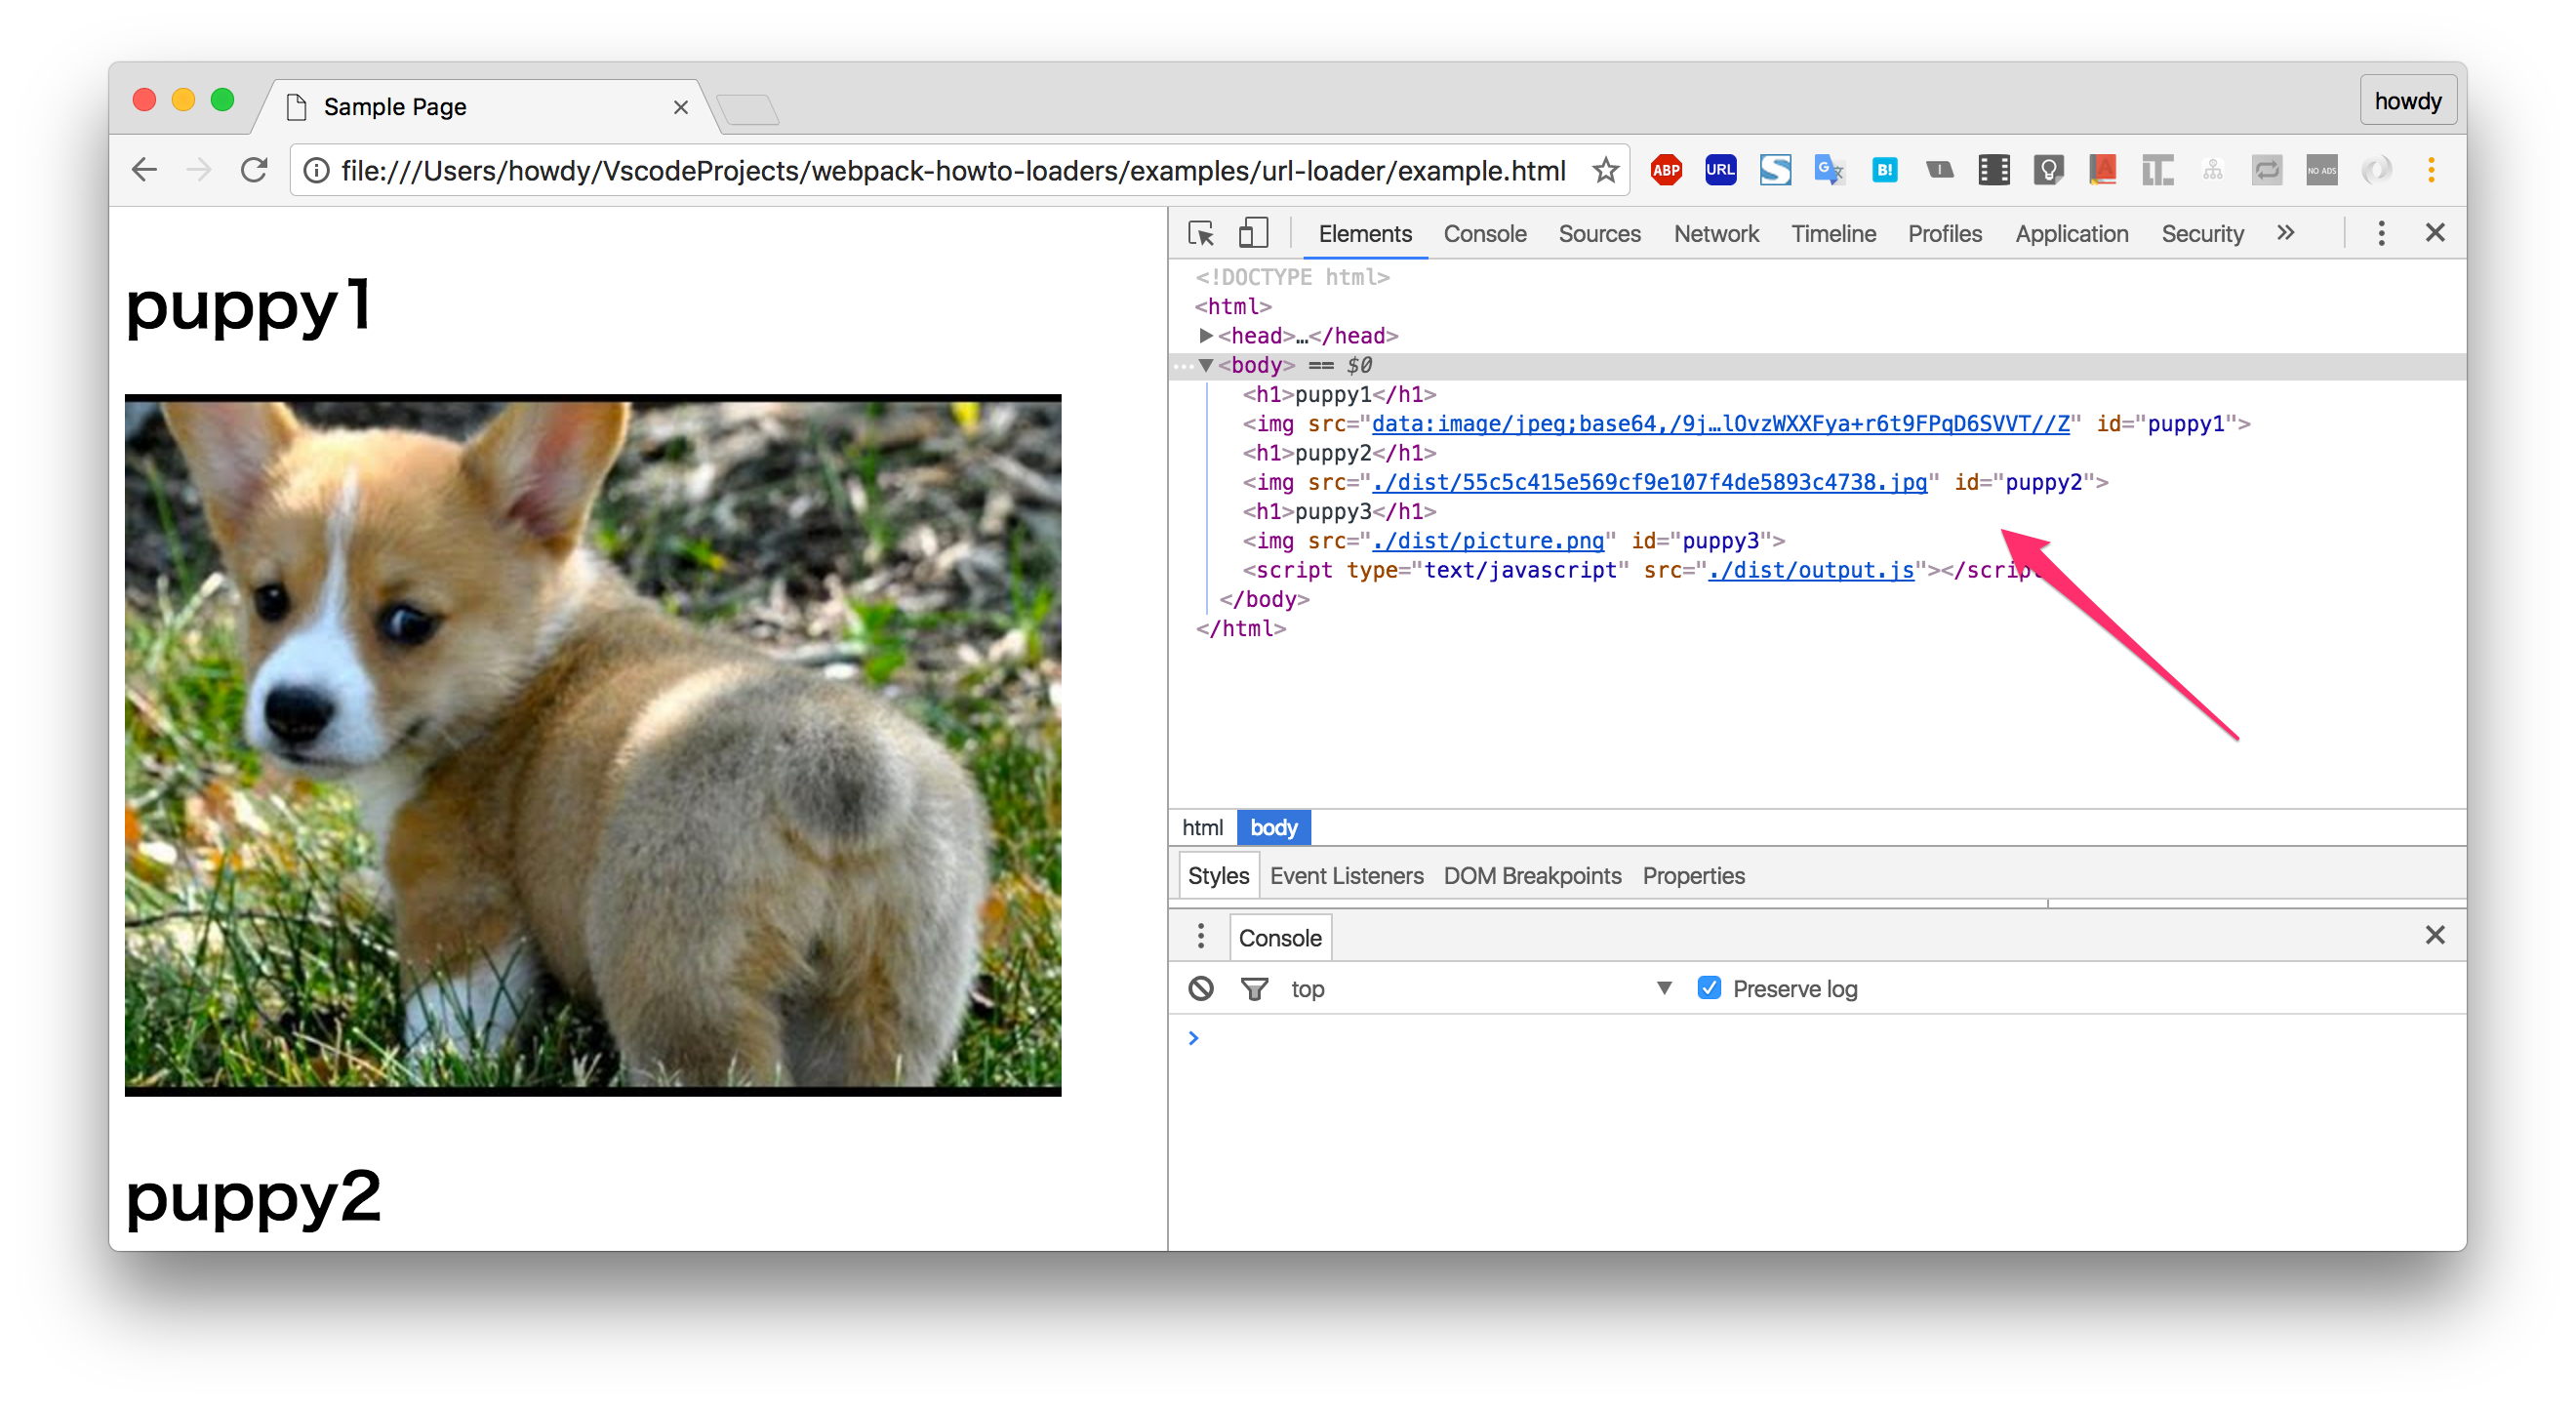 Sample Page
howdy
file:///Users/howdy/VscodeProjects/webpack-howto-loaders/examples/url-loader/example.html
ABP URL S G B! I NO ADS
puppy1
puppy2
Elements Console Sources Network Timeline Profiles Application Security »
<!DOCTYPE html>
<html>
<head>…</head>
<body> == $0
<h1>puppy1</h1>
<img src="data:image/jpeg;base64,/9j…lOvzWXXFya+r6t9FPqD6SVVT//Z" id="puppy1">
<h1>puppy2</h1>
<img src="./dist/55c5c415e569cf9e107f4de5893c4738.jpg" id="puppy2">
<h1>puppy3</h1>
<img src="./dist/picture.png" id="puppy3">
<script type="text/javascript" src="./dist/output.js"></script
</body>
</html>
html body
Styles Event Listeners DOM Breakpoints Properties
Console
top Preserve log